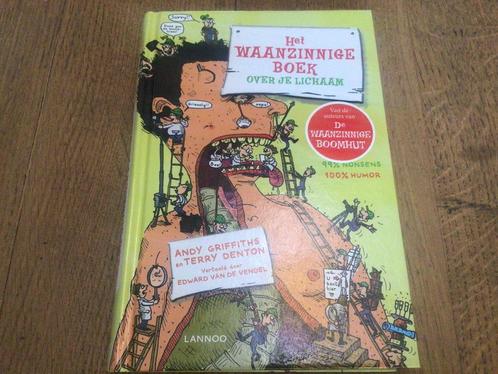 Sorry!!
Het
WAANZINNIGE
BOEK
OVER JE LICHAAM
Van de
auteurs van
De
WAANZINNIGE
BOOMHUT
99% NONSENS
100% HUMOR
ANDY GRIFFITHS
en TERRY DENTON
Vertaald door
EDWARD VAN DE VENDEL
LANNOO